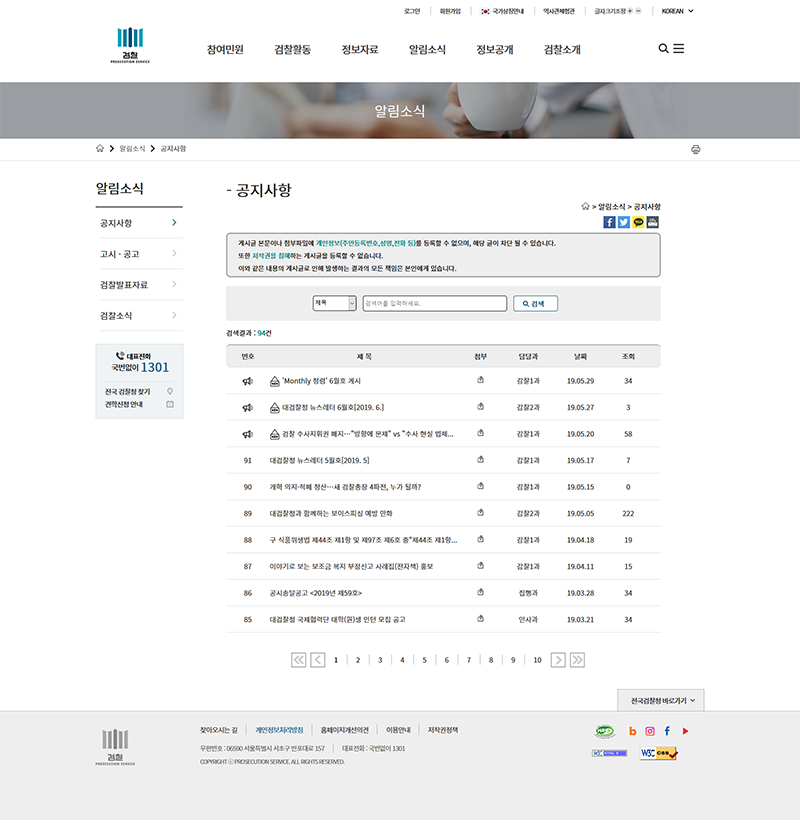 로그인 회원가입 국가상징안내 역사관체험관 글자크기조정 KOREAN
검찰
PROSECUTION SERVICE
참여민원 검찰활동 정보자료 알림소식 정보공개 검찰소개
알림소식
알림소식 공지사항
알림소식
공지사항
고시 · 공고
검찰발표자료
검찰소식
대표전화
국번없이 1301
전국 검찰청 찾기
견학신청 안내
- 공지사항
> 알림소식 > 공지사항
게시글 본문이나 첨부파일에 개인정보(주민등록번호,성명,전화 등)를 등록할 수 없으며, 해당 글이 차단 될 수 있습니다.
또한 저작권을 침해하는 게시글을 등록할 수 없습니다.
이와 같은 내용의 게시글로 인해 발생하는 결과의 모든 책임은 본인에게 있습니다.
제목 검색어를 입력하세요. 검색
검색결과 : 94건
번호 제 목 첨부 담당과 날짜 조회
'Monthly 청렴' 6월호 게시 감찰1과 19.05.29 34
대검찰청 뉴스레터 6월호[2019. 6.] 감찰2과 19.05.27 3
검찰 수사지휘권 폐지…"방향에 문제" vs "수사 현실 법제... 감찰1과 19.05.20 58
91 대검찰청 뉴스레터 5월호[2019. 5] 감찰1과 19.05.17 7
90 개혁 의지·적폐 청산…새 검찰총장 4파전, 누가 될까? 감찰1과 19.05.15 0
89 대검찰청과 함께하는 보이스피싱 예방 만화 감찰2과 19.05.05 222
88 구 식품위생법 제44조 제1항 및 제97조 제6호 중"제44조 제1항... 감찰1과 19.04.18 19
87 이야기로 보는 보조금 복지 부정신고 사례집(전자책) 홍보 감찰1과 19.04.11 15
86 공시송달공고 <2019년 제59호> 집행과 19.03.28 34
85 대검찰청 국제협력단 대학(원)생 인턴 모집 공고 인사과 19.03.21 34
1 2 3 4 5 6 7 8 9 10
전국검찰청 바로가기
찾아오시는 길 개인정보처리방침 홈페이지개선의견 이용안내 저작권정책
우편번호 : 06590 서울특별시 서초구 반포대로 157 대표전화 : 국번없이 1301
COPYRIGHT ⓒ PROSECUTION SERVICE. ALL RIGHTS RESERVED.
검찰
PROSECUTION SERVICE
W3C css